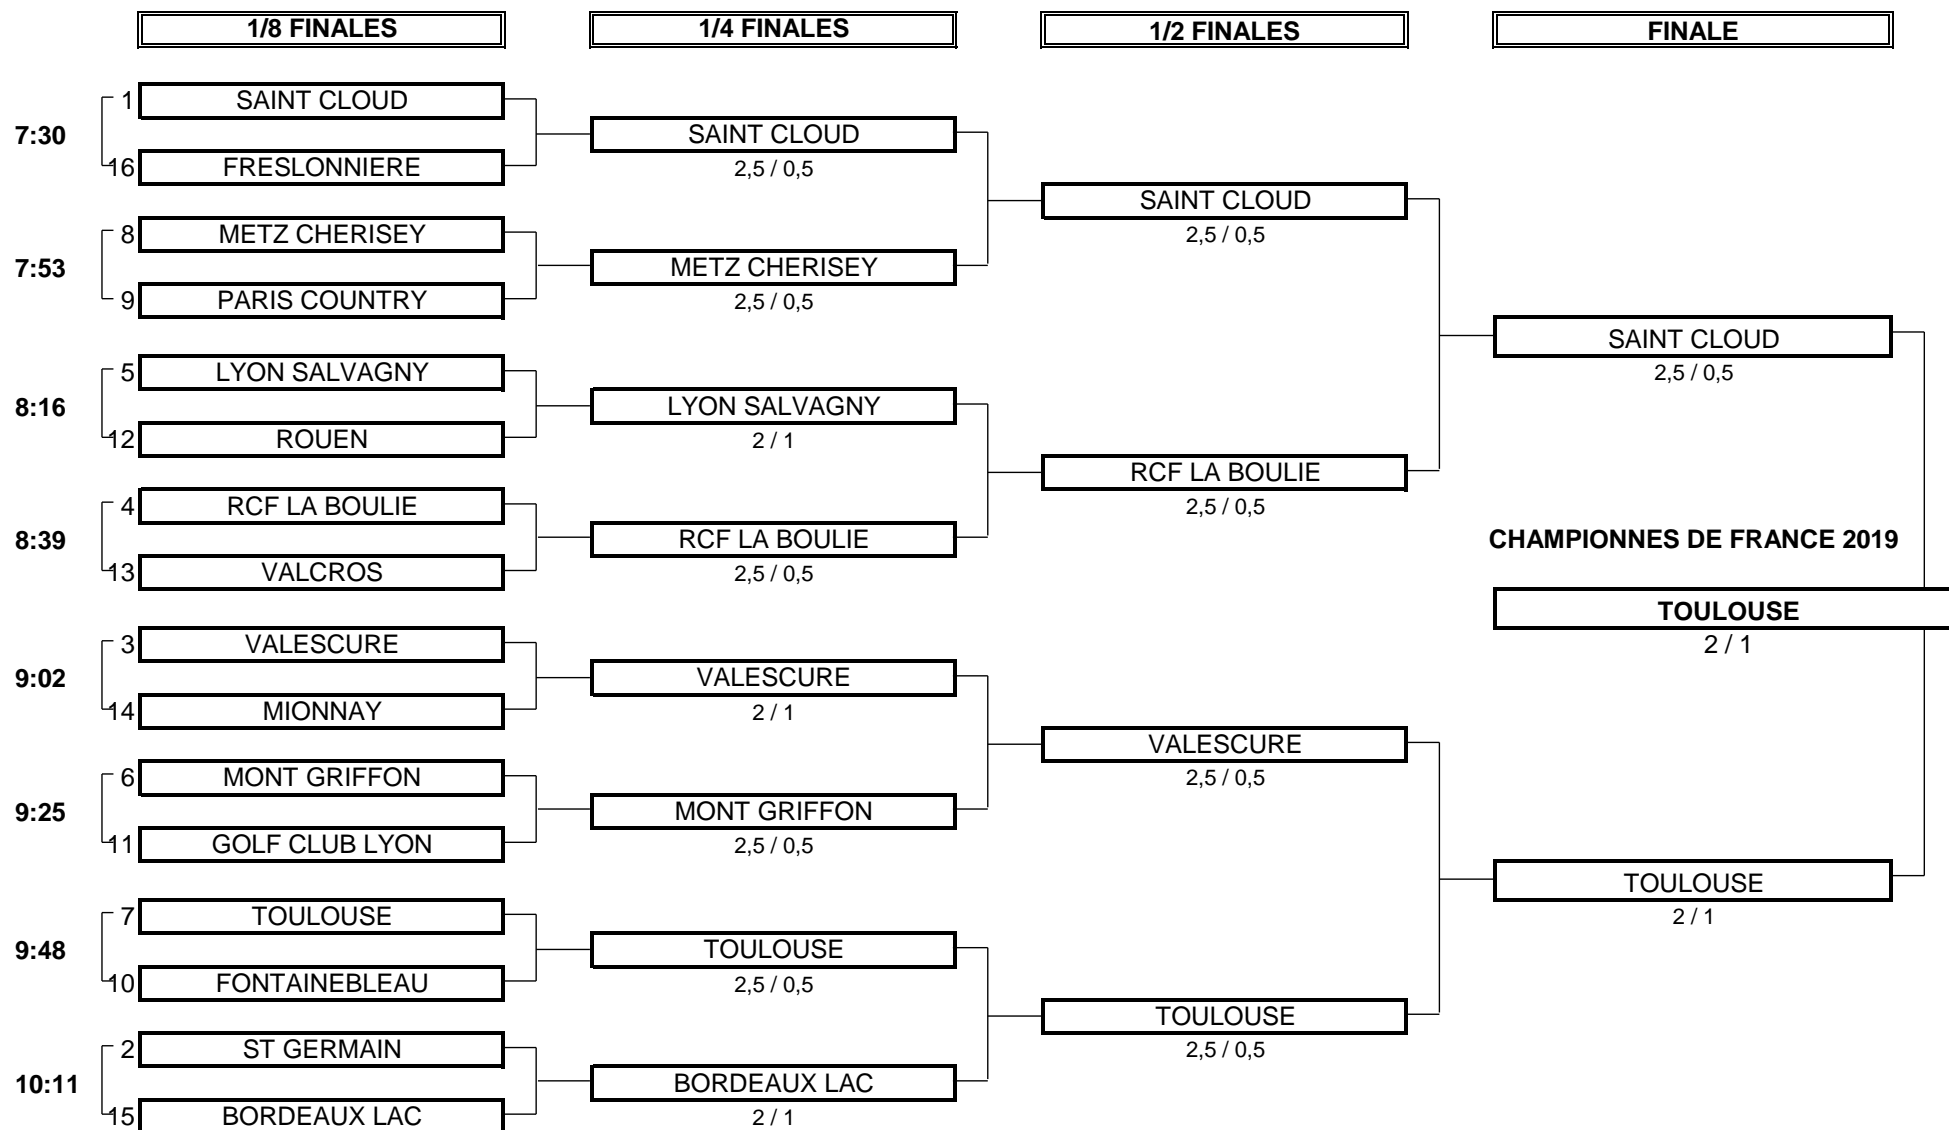 1/8 FINALES
1/4 FINALES
1/2 FINALES
FINALE
7:30
1 SAINT CLOUD
16 FRESLONNIERE
7:53
8 METZ CHERISEY
9 PARIS COUNTRY
8:16
5 LYON SALVAGNY
12 ROUEN
8:39
4 RCF LA BOULIE
13 VALCROS
9:02
3 VALESCURE
14 MIONNAY
9:25
6 MONT GRIFFON
11 GOLF CLUB LYON
9:48
7 TOULOUSE
10 FONTAINEBLEAU
10:11
2 ST GERMAIN
15 BORDEAUX LAC
SAINT CLOUD
2,5 / 0,5
METZ CHERISEY
2,5 / 0,5
LYON SALVAGNY
2 / 1
RCF LA BOULIE
2,5 / 0,5
VALESCURE
2 / 1
MONT GRIFFON
2,5 / 0,5
TOULOUSE
2,5 / 0,5
BORDEAUX LAC
2 / 1
SAINT CLOUD
2,5 / 0,5
RCF LA BOULIE
2,5 / 0,5
VALESCURE
2,5 / 0,5
TOULOUSE
2,5 / 0,5
SAINT CLOUD
2,5 / 0,5
CHAMPIONNES DE FRANCE 2019
TOULOUSE
2 / 1
TOULOUSE
2 / 1